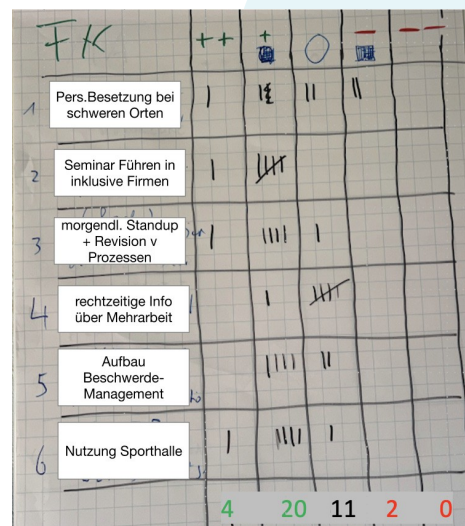 FK ++ + ○ − −−
1 Pers.Besetzung bei
schweren Orten
2 Seminar Führen in
inklusive Firmen
3 morgendl. Standup
+ Revision v
Prozessen
4 rechtzeitige Info
über Mehrarbeit
5 Aufbau
Beschwerde-
Management
6 Nutzung Sporthalle
4 20 11 2 0